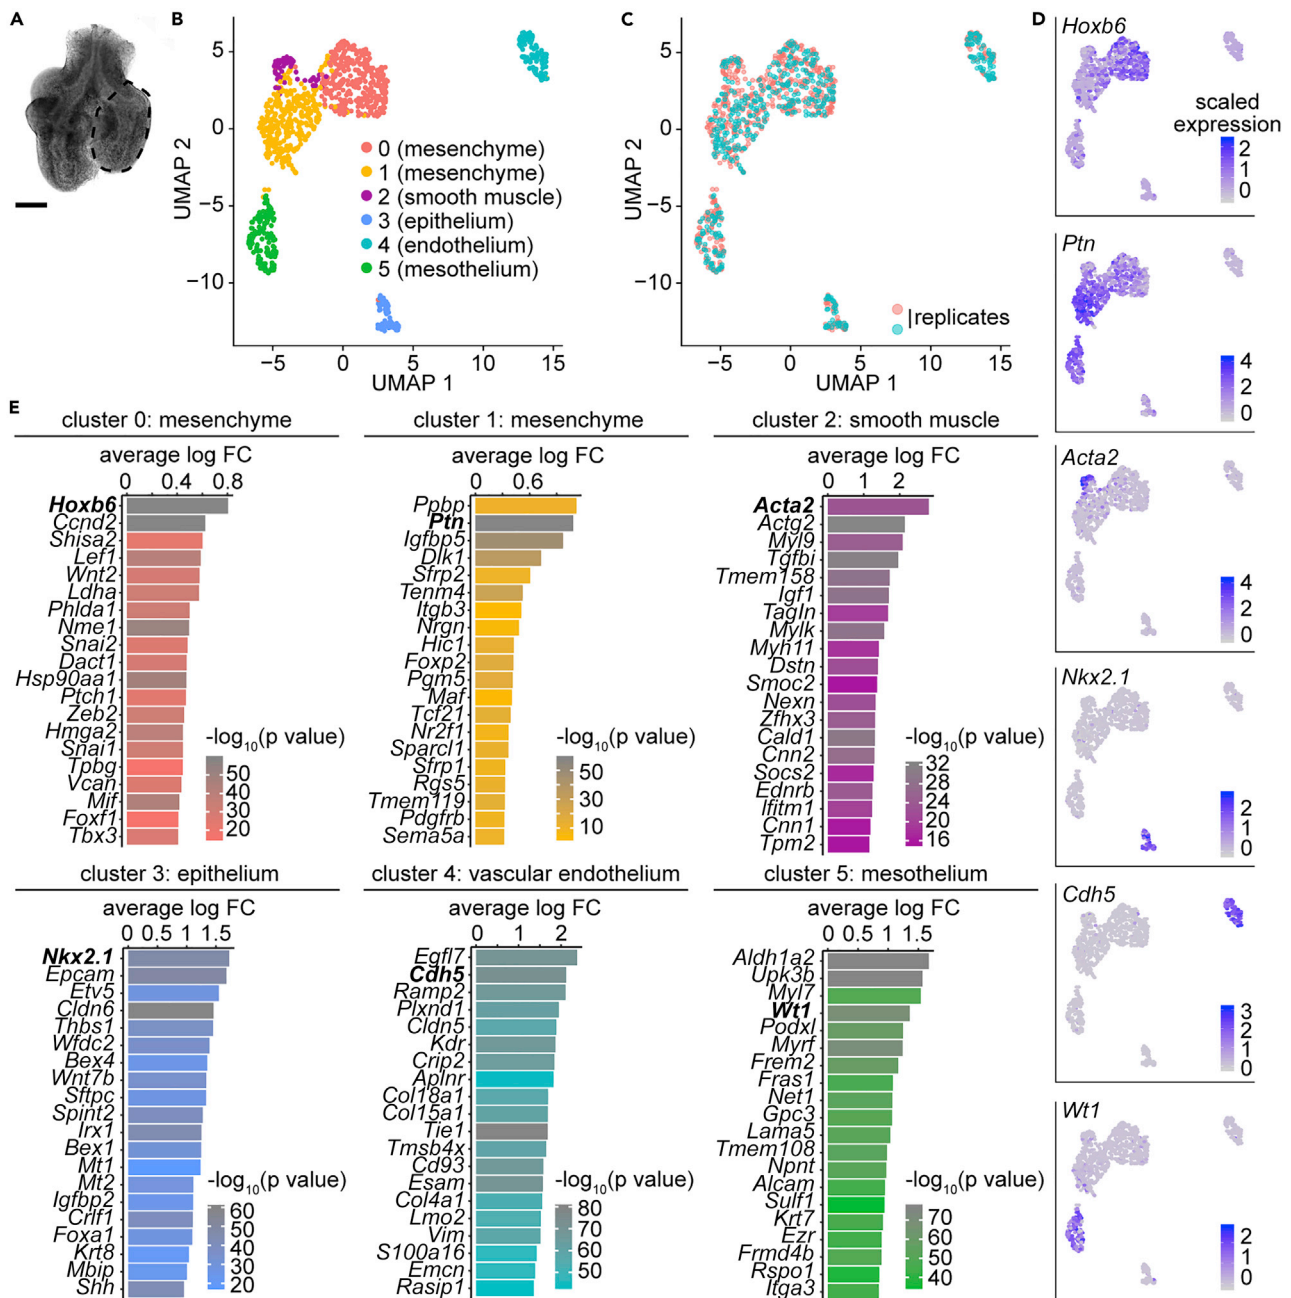 A
B
5
0
−5
−10
UMAP 2
−5
0
5
10
15
UMAP 1
0 (mesenchyme)
1 (mesenchyme)
2 (smooth muscle)
3 (epithelium)
4 (endothelium)
5 (mesothelium)
C
5
0
−5
−10
UMAP 2
−5
0
5
10
15
UMAP 1
replicates
D
Hoxb6
scaled
expression
2
1
0
Ptn
4
2
0
Acta2
4
2
0
Nkx2.1
2
1
0
Cdh5
3
2
1
0
Wt1
2
1
0
E
cluster 0: mesenchyme
average log FC
0 0.4 0.8
Hoxb6
Ccnd2
Shisa2
Lef1
Wnt2
Ldha
Phlda1
Nme1
Snai2
Dact1
Hsp90aa1
Ptch1
Zeb2
Hmga2
Snai1
Tpbg
Vcan
Mif
Foxf1
Tbx3
-log10(p value)
50
40
30
20
cluster 1: mesenchyme
average log FC
0 0.6
Ppbp
Ptn
Igfbp5
Dlk1
Sfrp2
Tenm4
Itgb3
Nrgn
Hic1
Foxp2
Pgm5
Maf
Tcf21
Nr2f1
Sparcl1
Sfrp1
Rgs5
Tmem119
Pdgfrb
Sema5a
-log10(p value)
50
30
10
cluster 2: smooth muscle
average log FC
0 1 2
Acta2
Actg2
Myl9
Tgfbi
Tmem158
Igf1
Tagln
Mylk
Myh11
Dstn
Smoc2
Nexn
Zfhx3
Cald1
Cnn2
Socs2
Ednrb
Ifitm1
Cnn1
Tpm2
-log10(p value)
32
28
24
20
16
cluster 3: epithelium
average log FC
0 0.5 1 1.5
Nkx2.1
Epcam
Etv5
Cldn6
Thbs1
Wfdc2
Bex4
Wnt7b
Sftpc
Spint2
Irx1
Bex1
Mt1
Mt2
Igfbp2
Crlf1
Foxa1
Krt8
Mbip
Shh
-log10(p value)
60
50
40
30
20
cluster 4: vascular endothelium
average log FC
0 1 2
Egfl7
Cdh5
Ramp2
Plxnd1
Cldn5
Kdr
Crip2
Aplnr
Col18a1
Col15a1
Tie1
Tmsb4x
Cd93
Esam
Col4a1
Lmo2
Vim
S100a16
Emcn
Rasip1
-log10(p value)
80
70
60
50
cluster 5: mesothelium
average log FC
0 0.5 1 1.5
Aldh1a2
Upk3b
Myl7
Wt1
Podxl
Myrf
Frem2
Fras1
Net1
Gpc3
Lama5
Tmem108
Npnt
Alcam
Sulf1
Krt7
Ezr
Frmd4b
Rspo1
Itga3
-log10(p value)
70
60
50
40